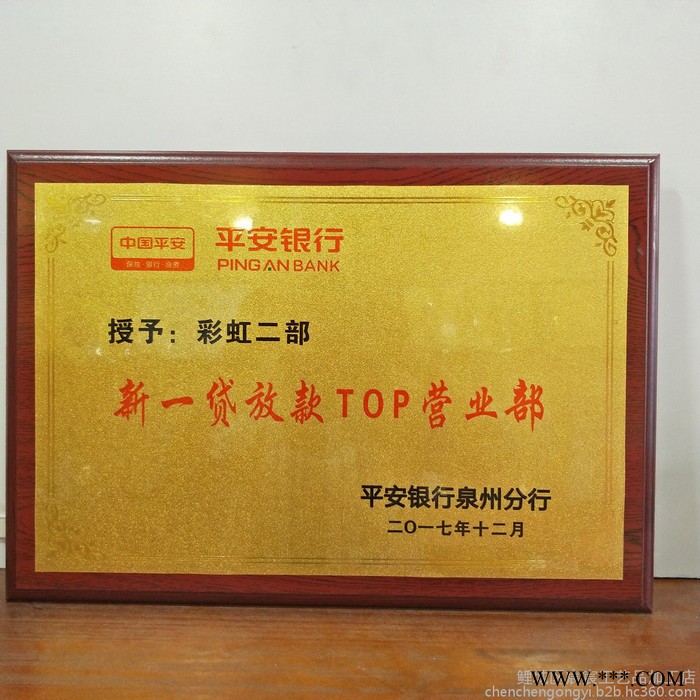 中国平安
保险·银行·投资
平安银行
PING AN BANK
授予：彩虹二部
新一贷放款TOP营业部
平安银行泉州分行
二〇一七年十二月
WWW.***.COM
chenchengongyi.b2b.hc360.com